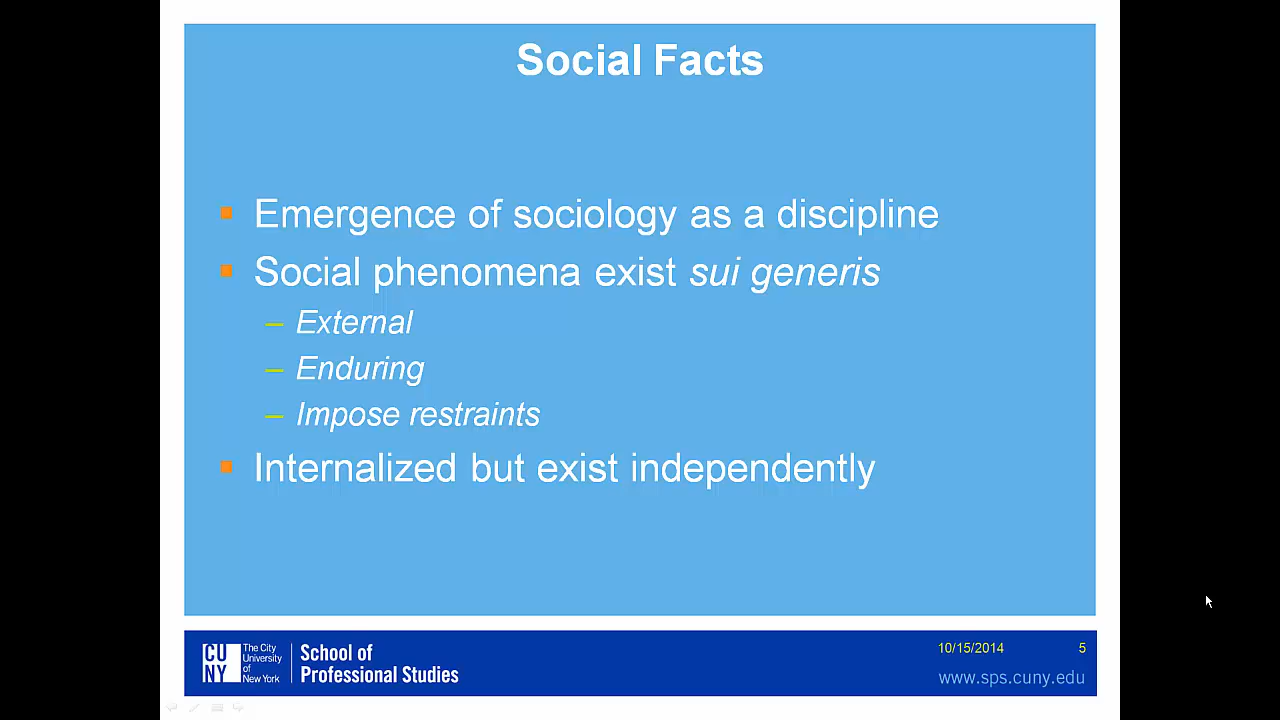 Social Facts
Emergence of sociology as a discipline
Social phenomena exist sui generis
– External
– Enduring
– Impose restraints
Internalized but exist independently
CU
NY
The City
University
of
New York
School of
Professional Studies
10/15/2014
5
www.sps.cuny.edu